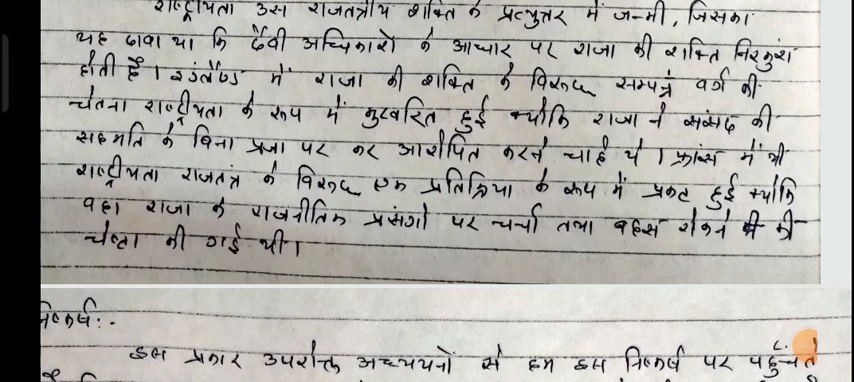 राष्ट्रीयता उस राजतंत्रीय शक्ति के प्रत्युत्तर में जन्मी, जिसका
यह दावा था कि दैवी अधिकारो के आधार पर राजा की शक्ति निरंकुश
होती है। इंग्लैण्ड में राजा की शक्ति के विरूद्ध सम्पन्न वर्ग की
चेतना राष्ट्रीयता के रूप में मुखरित हुई क्योंकि राजा ने संसद की
सहमति के बिना प्रजा पर कर आरोपित करने चाहे थे। फ्रांस में भी
राष्ट्रीयता राजतंत्र के विरूद्ध एक प्रतिक्रिया के रूप में प्रकट हुई क्योंकि
वहा राजा के राजनीतिक प्रसंगो पर चर्चा तथा बहस रोकने की
चेष्टा की गई थी।
निष्कर्ष:-
इस प्रकार उपरोक्त अध्ययनों से हम इस निष्कर्ष पर पहुँचते